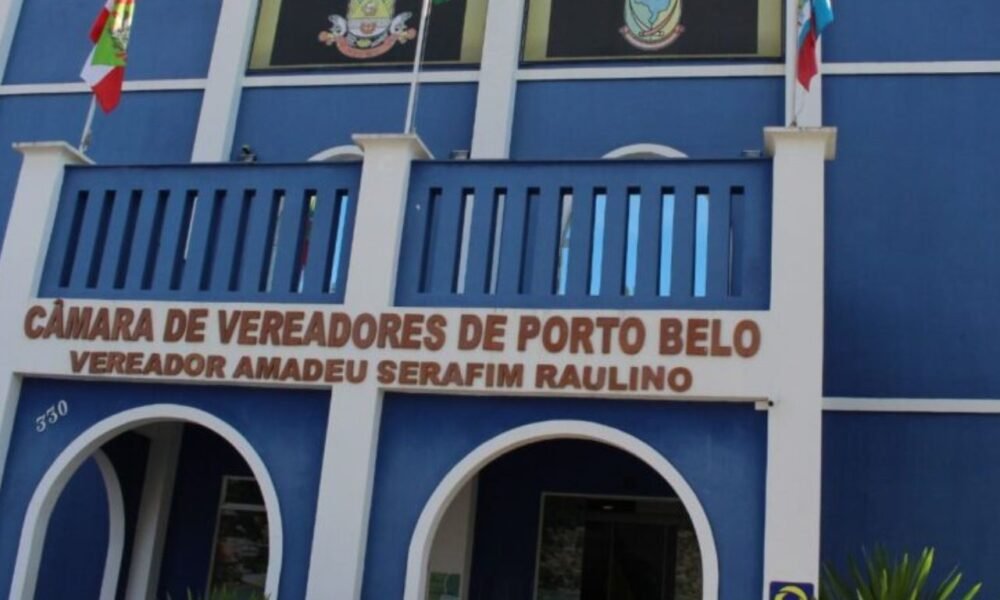 CÂMARA DE VEREADORES DE PORTO BELO
VEREADOR AMADEU SERAFIM RAULINO
330